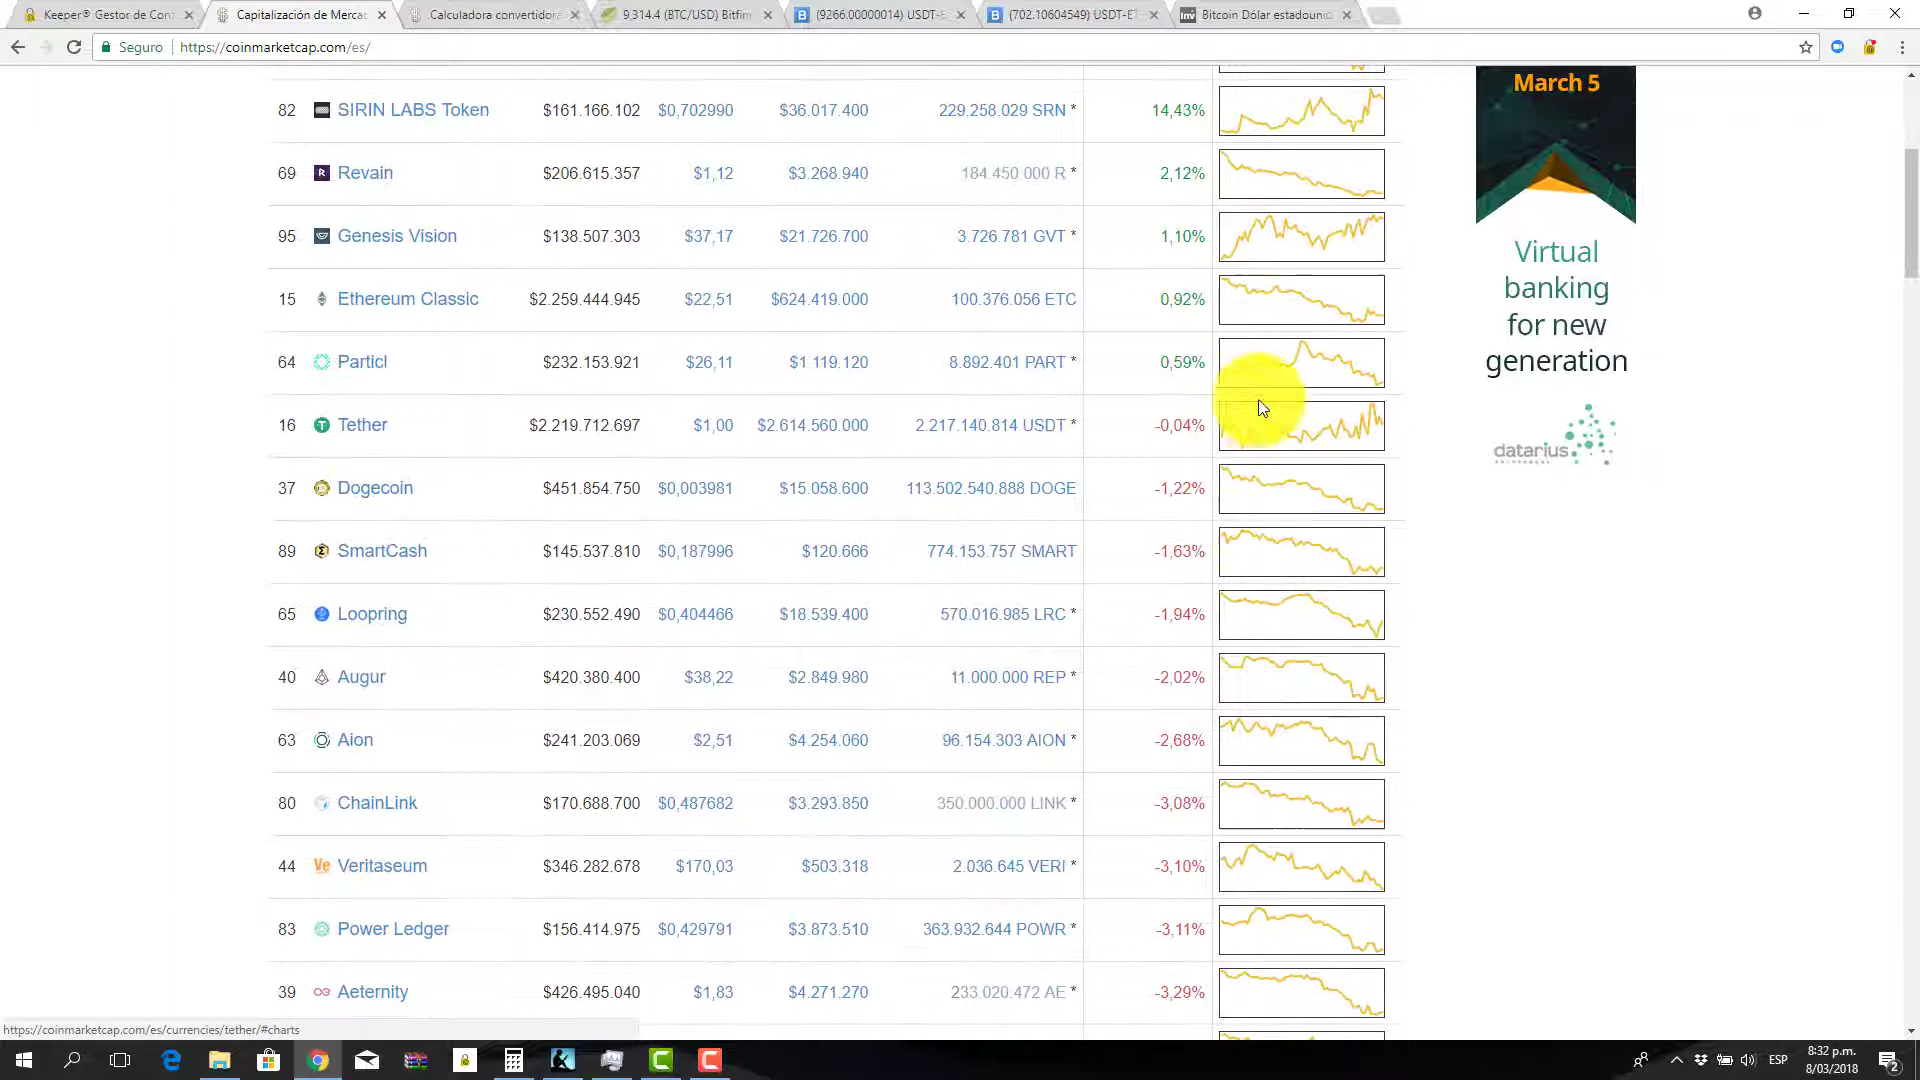 Keeper® Gestor de Cont
Capitalización de Merca
Calculadora convertidora
9,314.4 (BTC/USD) Bitfin
(9266.00000014) USDT-B
(702.10604549) USDT-ET
Inv Bitcoin Dólar estadouni
Seguro https://coinmarketcap.com/es/
82 SIRIN LABS Token $161.166.102 $0,702990 $36.017.400 229.258.029 SRN * 14,43%
69 Revain $206.615.357 $1,12 $3.268.940 184.450.000 R * 2,12%
95 Genesis Vision $138.507.303 $37,17 $21.726.700 3.726.781 GVT * 1,10%
15 Ethereum Classic $2.259.444.945 $22,51 $624.419.000 100.376.056 ETC 0,92%
64 Particl $232.153.921 $26,11 $1.119.120 8.892.401 PART * 0,59%
16 Tether $2.219.712.697 $1,00 $2.614.560.000 2.217.140.814 USDT * -0,04%
37 Dogecoin $451.854.750 $0,003981 $15.058.600 113.502.540.888 DOGE -1,22%
89 SmartCash $145.537.810 $0,187996 $120.666 774.153.757 SMART -1,63%
65 Loopring $230.552.490 $0,404466 $18.539.400 570.016.985 LRC * -1,94%
40 Augur $420.380.400 $38,22 $2.849.980 11.000.000 REP * -2,02%
63 Aion $241.203.069 $2,51 $4.254.060 96.154.303 AION * -2,68%
80 ChainLink $170.688.700 $0,487682 $3.293.850 350.000.000 LINK * -3,08%
44 Veritaseum $346.282.678 $170,03 $503.318 2.036.645 VERI * -3,10%
83 Power Ledger $156.414.975 $0,429791 $3.873.510 363.932.644 POWR * -3,11%
39 Aeternity $426.495.040 $1,83 $4.271.270 233.020.472 AE * -3,29%
March 5
Virtual
banking
for new
generation
datarius
https://coinmarketcap.com/es/currencies/tether/#charts
ESP
8:32 p.m.
8/03/2018
2